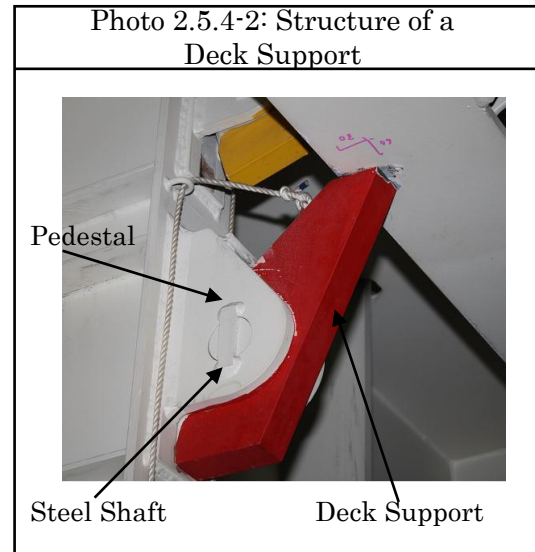 Photo 2.5.4-2: Structure of a
Deck Support
Pedestal
Steel Shaft
Deck Support